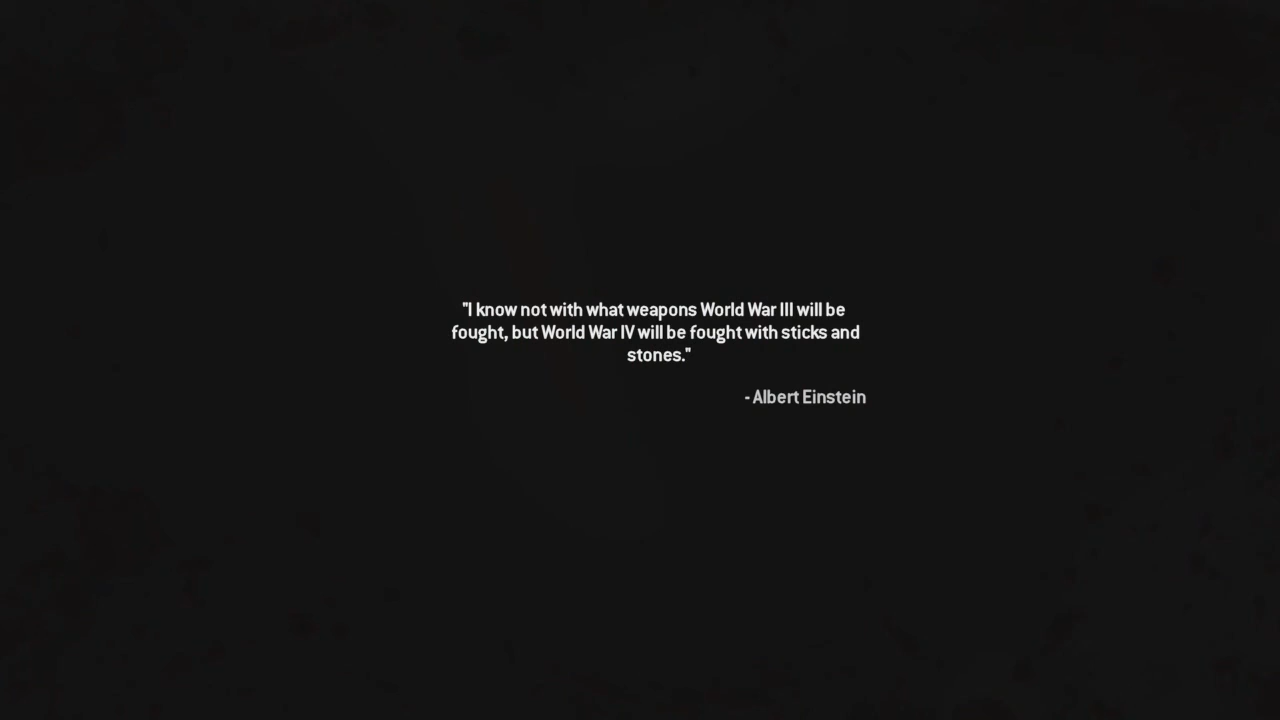 "I know not with what weapons World War III will be
fought, but World War IV will be fought with sticks and
stones."
- Albert Einstein